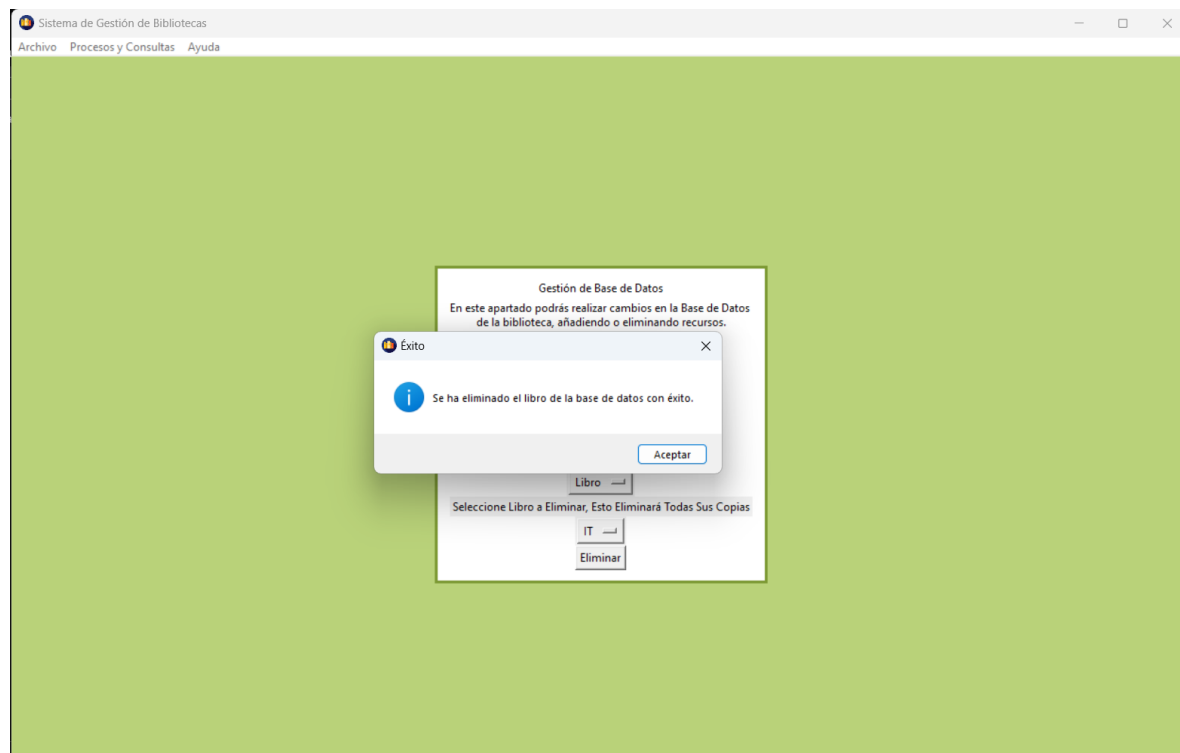 Sistema de Gestión de Bibliotecas
Archivo Procesos y Consultas Ayuda
Gestión de Base de Datos
En este apartado podrás realizar cambios en la Base de Datos
de la biblioteca, añadiendo o eliminando recursos.
Éxito
Se ha eliminado el libro de la base de datos con éxito.
Aceptar
Libro
Seleccione Libro a Eliminar, Esto Eliminará Todas Sus Copias
IT
Eliminar